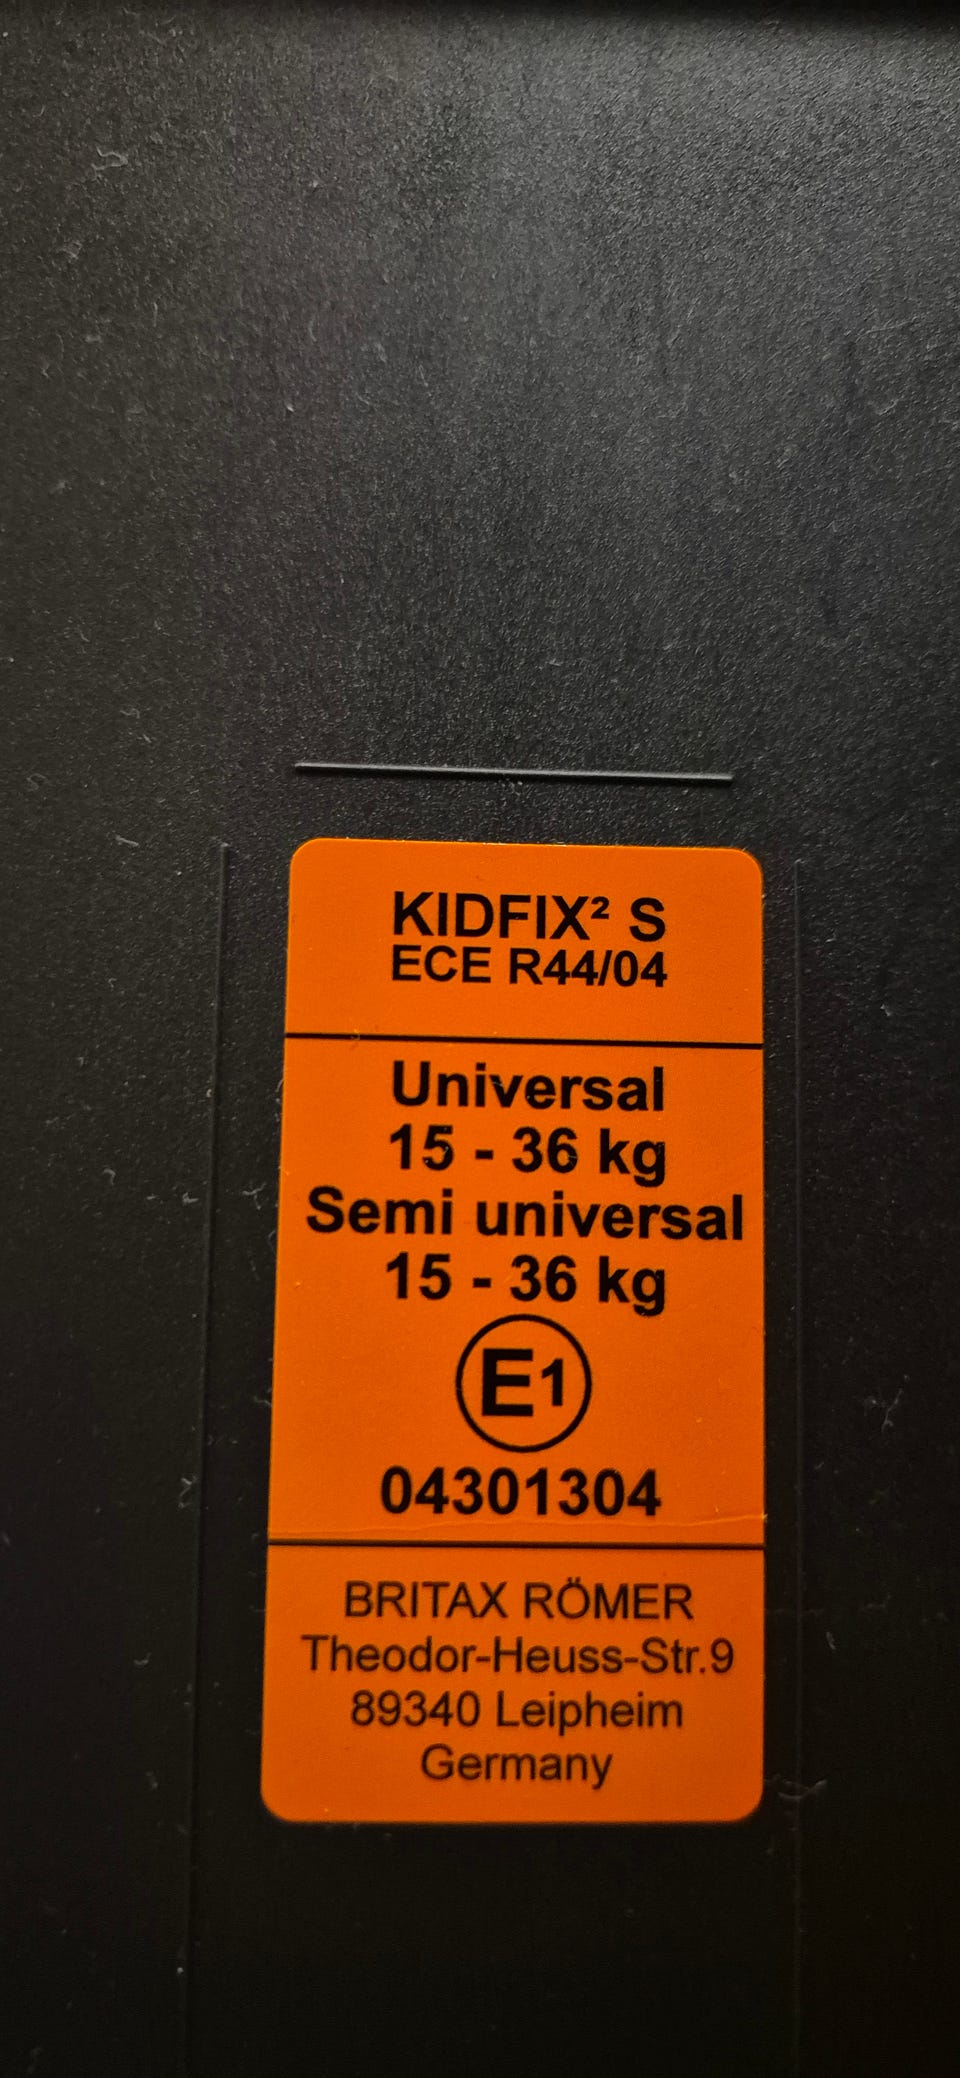 KIDFIX² S
ECE R44/04
Universal
15 - 36 kg
Semi universal
15 - 36 kg
E1
04301304
BRITAX RÖMER
Theodor-Heuss-Str.9
89340 Leipheim
Germany